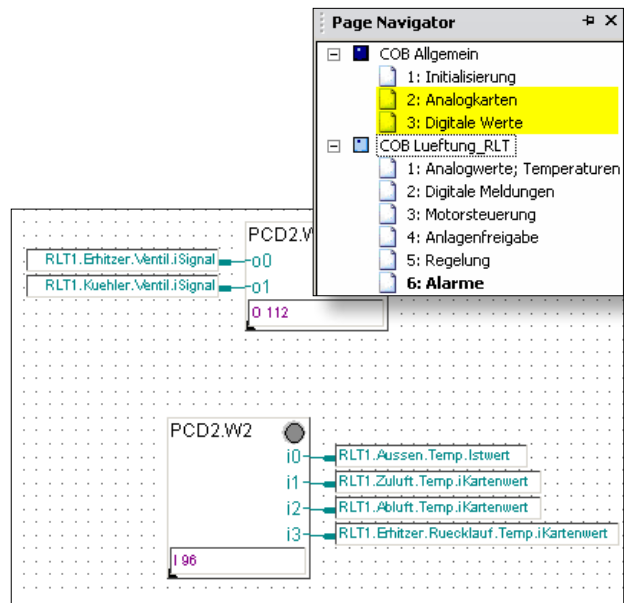 Page Navigator
COB Allgemein
1: Initialisierung
2: Analogkarten
3: Digitale Werte
COB Lueftung_RLT
1: Analogwerte; Temperaturen
2: Digitale Meldungen
3: Motorsteuerung
4: Anlagenfreigabe
5: Regelung
6: Alarme
PCD2.W
RLT1.Erhitzer.Ventil.iSignal o0
RLT1.Kuehler.Ventil.iSignal o1
O 112
PCD2.W2
i0 RLT1.Aussen.Temp.Istwert
i1 RLT1.Zuluft.Temp.iKartenwert
i2 RLT1.Abluft.Temp.iKartenwert
i3 RLT1.Erhitzer.Ruecklauf.Temp.iKartenwert
I 96